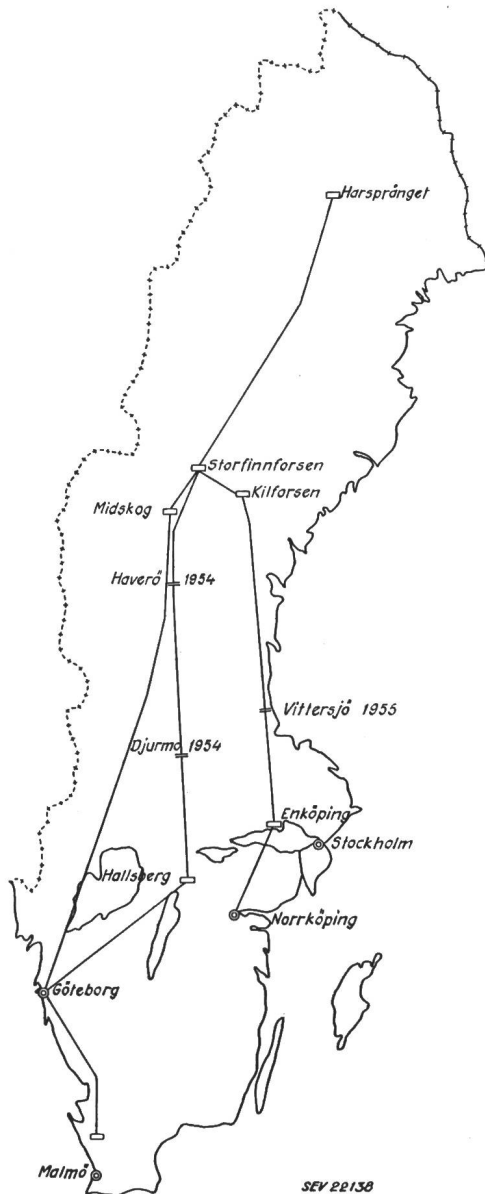 Harsprånget
Storfinnforsen
Kilforsen
Midskog
Haverö 1954
Vittersjö 1955
Djurmo 1954
Enköping
Stockholm
Hallsberg
Norrköping
Göteborg
Malmö
SEV 22138